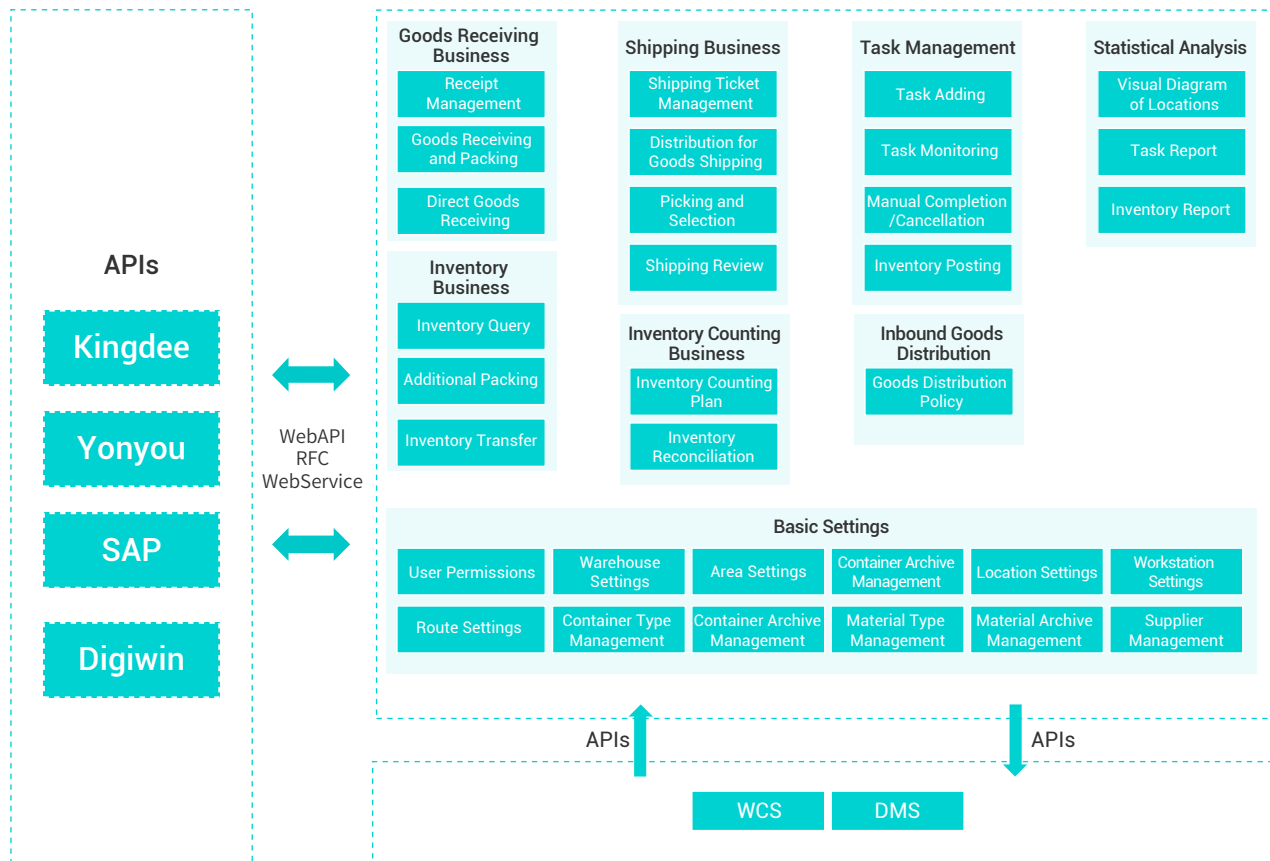 APIs
Kingdee
Yonyou
SAP
Digiwin
WebAPI
RFC
WebService
Goods Receiving
Business
Receipt
Management
Goods Receiving
and Packing
Direct Goods
Receiving
Inventory
Business
Inventory Query
Additional Packing
Inventory Transfer
Shipping Business
Shipping Ticket
Management
Distribution for
Goods Shipping
Picking and
Selection
Shipping Review
Inventory Counting
Business
Inventory Counting
Plan
Inventory
Reconciliation
Task Management
Task Adding
Task Monitoring
Manual Completion
/Cancellation
Inventory Posting
Inbound Goods
Distribution
Goods Distribution
Policy
Statistical Analysis
Visual Diagram
of Locations
Task Report
Inventory Report
Basic Settings
User Permissions
Warehouse
Settings
Area Settings
Container Archive
Management
Location Settings
Workstation
Settings
Route Settings
Container Type
Management
Container Archive
Management
Material Type
Management
Material Archive
Management
Supplier
Management
APIs
APIs
WCS
DMS